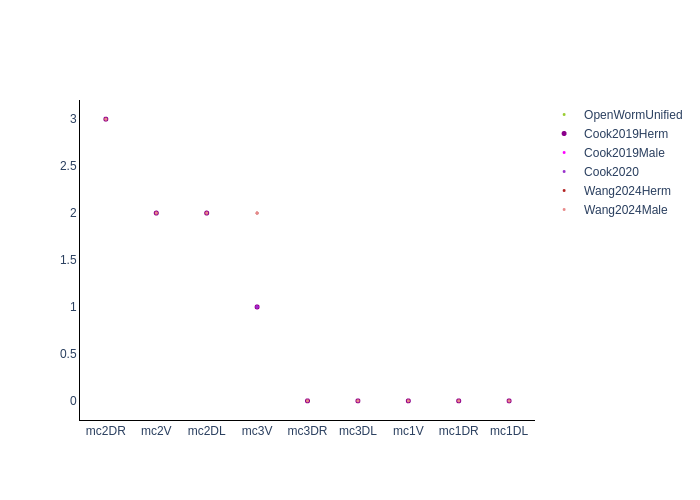 3
2.5
2
1.5
1
0.5
0
mc2DR mc2V mc2DL mc3V mc3DR mc3DL mc1V mc1DR mc1DL
OpenWormUnified
Cook2019Herm
Cook2019Male
Cook2020
Wang2024Herm
Wang2024Male